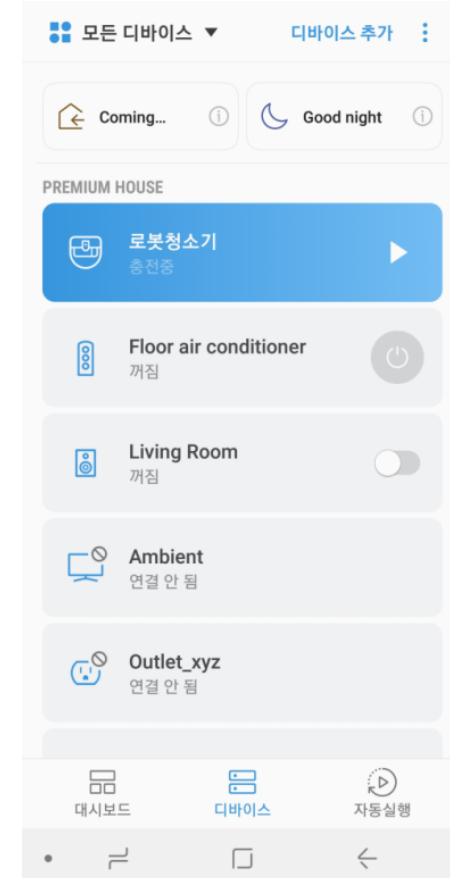 모든 디바이스 ▼
디바이스 추가
Coming...
Good night
PREMIUM HOUSE
로봇청소기
충전중
Floor air conditioner
꺼짐
Living Room
꺼짐
Ambient
연결 안 됨
Outlet_xyz
연결 안 됨
대시보드
디바이스
자동실행